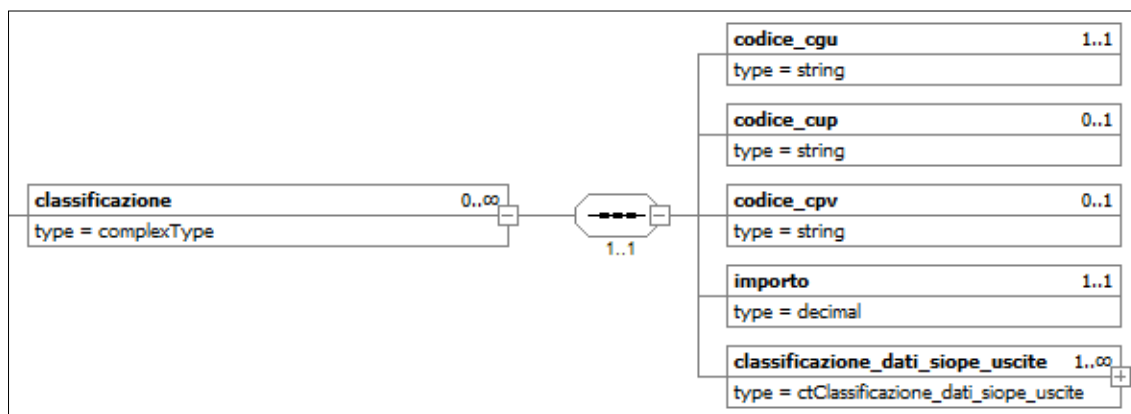 codice_cgu 1..1
type = string
codice_cup 0..1
type = string
classificazione 0..∞
type = complexType
1..1
codice_cpv 0..1
type = string
importo 1..1
type = decimal
classificazione_dati_siope_uscite 1..∞
type = ctClassificazione_dati_siope_uscite